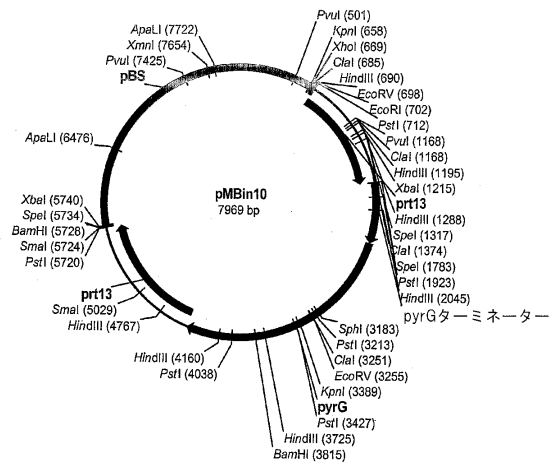 PvuI (501)
KpnI (658)
XhoI (669)
ClaI (685)
HindIII (690)
EcoRV (698)
EcoRI (702)
PstI (712)
PvuI (1168)
ClaI (1168)
HindIII (1195)
XbaI (1215)
prt13
HindIII (1288)
SpeI (1317)
ClaI (1374)
SpeI (1783)
PstI (1923)
HindIII (2045)
pyrGターミネーター
SphI (3183)
PstI (3213)
ClaI (3251)
EcoRV (3255)
KpnI (3389)
pyrG
PstI (3427)
HindIII (3725)
BamHI (3815)
PstI (4038)
HindIII (4160)
HindIII (4767)
SmaI (5029)
prt13
PstI (5720)
SmaI (5724)
BamHI (5728)
SpeI (5734)
XbaI (5740)
ApaLI (6476)
pBS
PvuI (7425)
XmnI (7654)
ApaLI (7722)
pMBin10
7969 bp